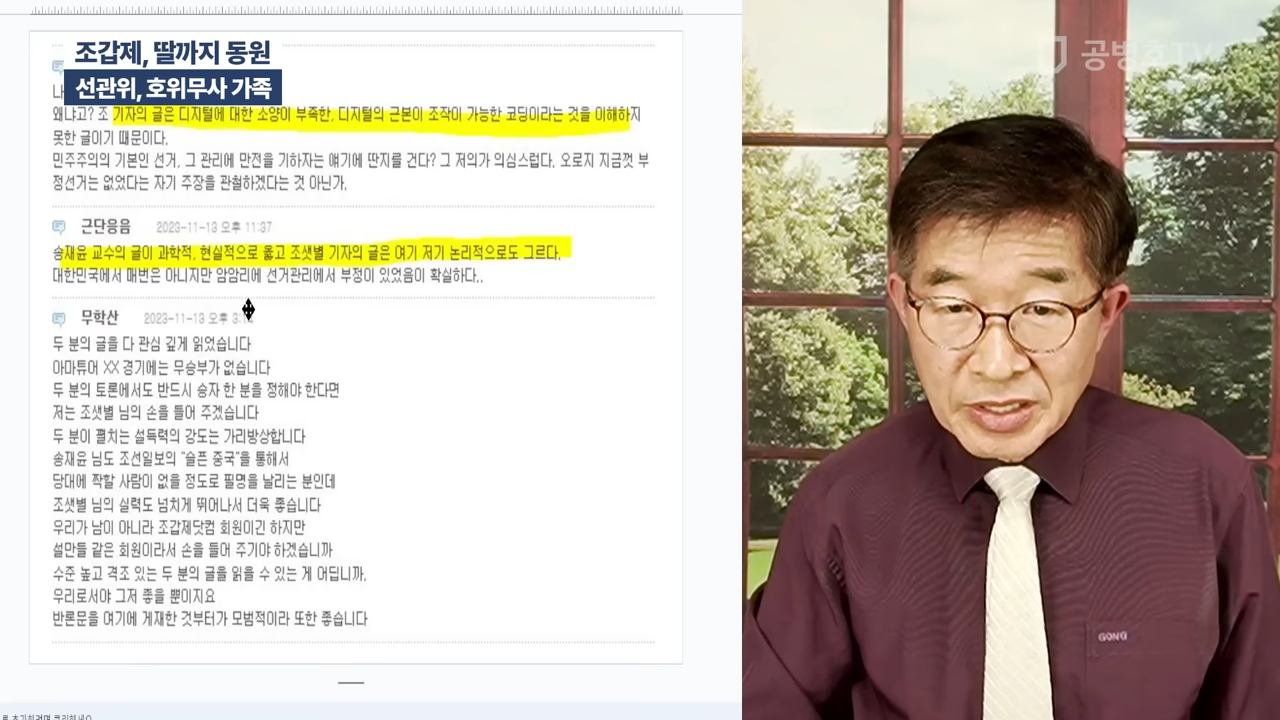 조갑제, 딸까지 동원
선관위, 호위무사 가족
공병호TV
왜냐고? 조 기자의 글은 디지털에 대한 소양이 부족한, 디지털의 근본이 조작이 가능한 코딩이라는 것을 이해하지
못한 글이기 때문이다.
민주주의의 기본인 선거, 그 관리에 만전을 기하자는 얘기에 딴지를 건다? 그 저의가 의심스럽다. 오로지 지금껏 부
정선거는 없었다는 자기 주장을 관철하겠다는 것 아닌가.
근단응음 2023-11-13 오후 11:37
송재윤 교수의 글이 과학적, 현실적으로 옳고 조샛별 기자의 글은 여기 저기 논리적으로도 그르다.
대한민국에서 매번은 아니지만 암암리에 선거관리에서 부정이 있었음이 확실하다..
무학산 2023-11-13 오후
두 분의 글을 다 관심 깊게 읽었습니다
아마튜어 XX 경기에는 무승부가 없습니다
두 분의 토론에서도 반드시 승자 한 분을 정해야 한다면
저는 조샛별 님의 손을 들어 주겠습니다
두 분이 펼치는 설득력의 강도는 가리방상합니다
송재윤 님도 조선일보의 "슬픈 중국"을 통해서
당대에 짝할 사람이 없을 정도로 필명을 날리는 분인데
조샛별 님의 실력도 넘치게 뛰어나서 더욱 좋습니다
우리가 남이 아니라 조갑제닷컴 회원이긴 하지만
설만들 같은 회원이라서 손을 들어 주기야 하겠습니까
수준 높고 격조 있는 두 분의 글을 읽을 수 있는 게 어딥니까,
우리로서야 그저 좋을 뿐이지요
반론문을 여기에 게재한 것부터가 모범적이라 또한 좋습니다
GONG